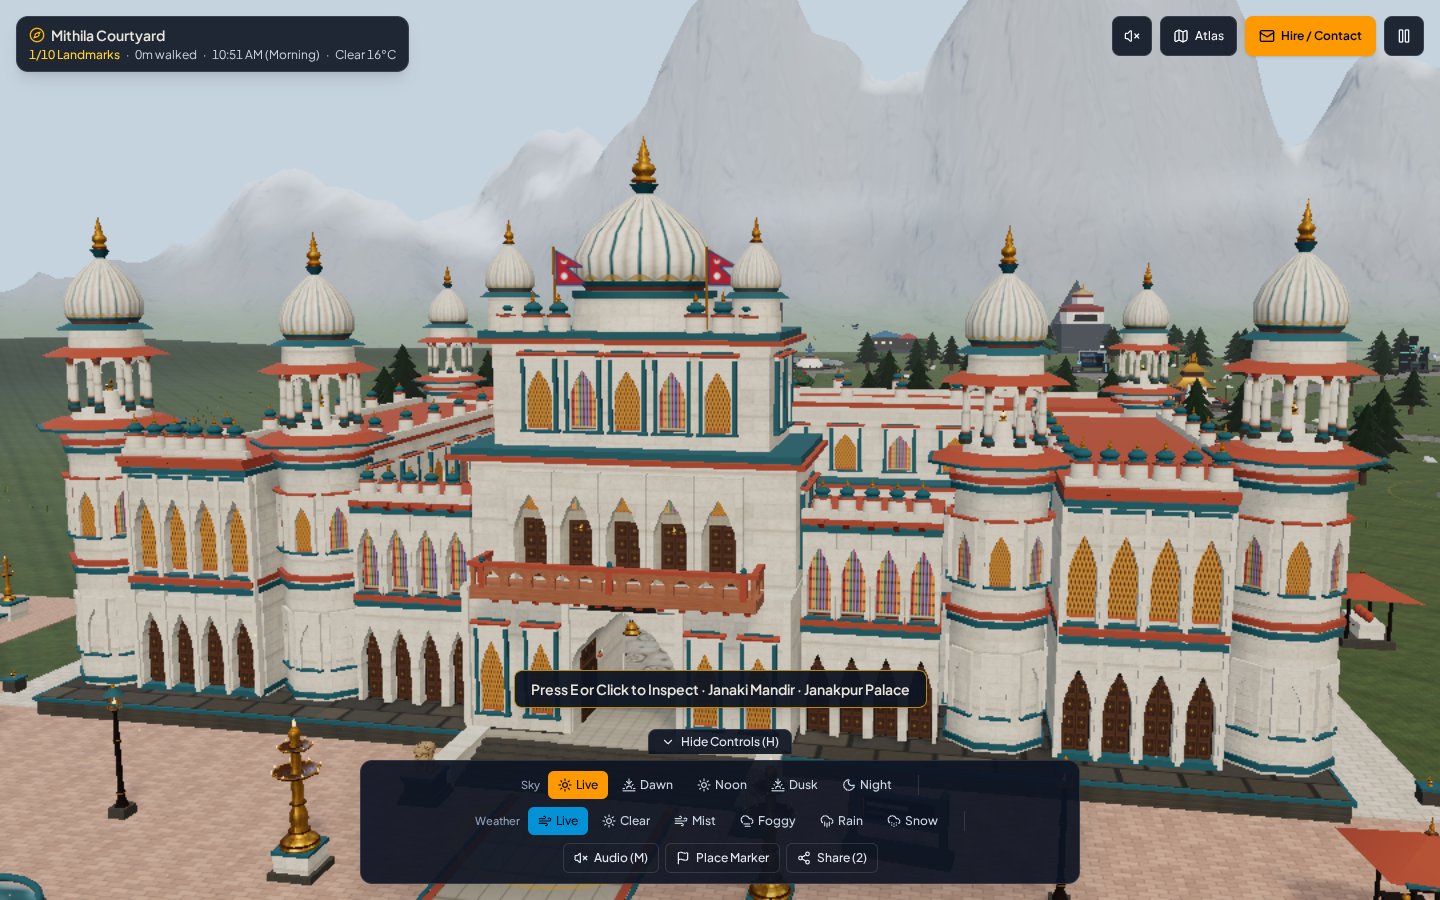 Mithila Courtyard
1/10 Landmarks · 0m walked · 10:51 AM (Morning) · Clear 16°C
Atlas
Hire / Contact
Press E or Click to Inspect · Janaki Mandir · Janakpur Palace
Hide Controls (H)
Sky Live Dawn Noon Dusk Night
Weather Live Clear Mist Foggy Rain Snow
Audio (M) Place Marker Share (2)